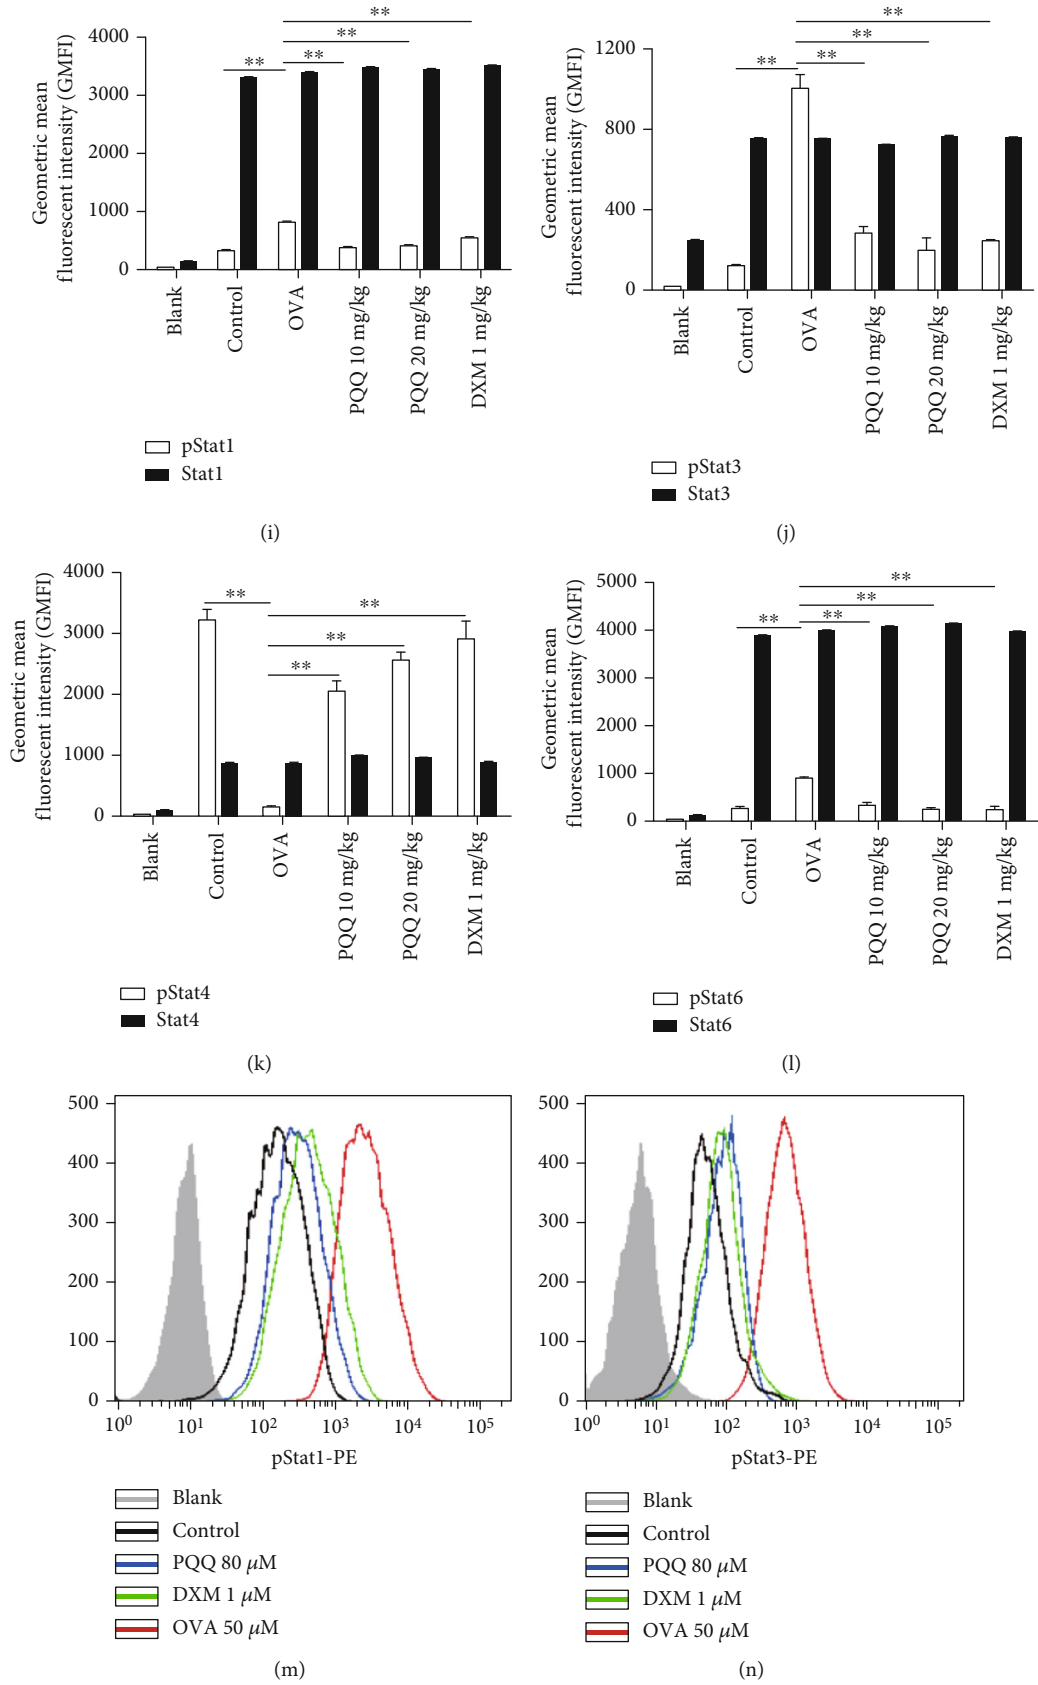 Geometric mean
fluorescent intensity (GMFI)
4000
3000
2000
1000
0
**
**
**
**
Blank
Control
OVA
PQQ 10 mg/kg
PQQ 20 mg/kg
DXM 1 mg/kg
pStat1
Stat1
(i)
Geometric mean
fluorescent intensity (GMFI)
1200
800
400
0
**
**
**
**
Blank
Control
OVA
PQQ 10 mg/kg
PQQ 20 mg/kg
DXM 1 mg/kg
pStat3
Stat3
(j)
Geometric mean
fluorescent intensity (GMFI)
4000
3000
2000
1000
0
**
**
**
**
Blank
Control
OVA
PQQ 10 mg/kg
PQQ 20 mg/kg
DXM 1 mg/kg
pStat4
Stat4
(k)
Geometric mean
fluorescent intensity (GMFI)
5000
4000
3000
2000
1000
0
**
**
**
**
Blank
Control
OVA
PQQ 10 mg/kg
PQQ 20 mg/kg
DXM 1 mg/kg
pStat6
Stat6
(l)
500
400
300
200
100
0
10⁰ 10¹ 10² 10³ 10⁴ 10⁵
pStat1-PE
Blank
Control
PQQ 80 μM
DXM 1 μM
OVA 50 μM
(m)
500
400
300
200
100
0
10⁰ 10¹ 10² 10³ 10⁴ 10⁵
pStat3-PE
Blank
Control
PQQ 80 μM
DXM 1 μM
OVA 50 μM
(n)